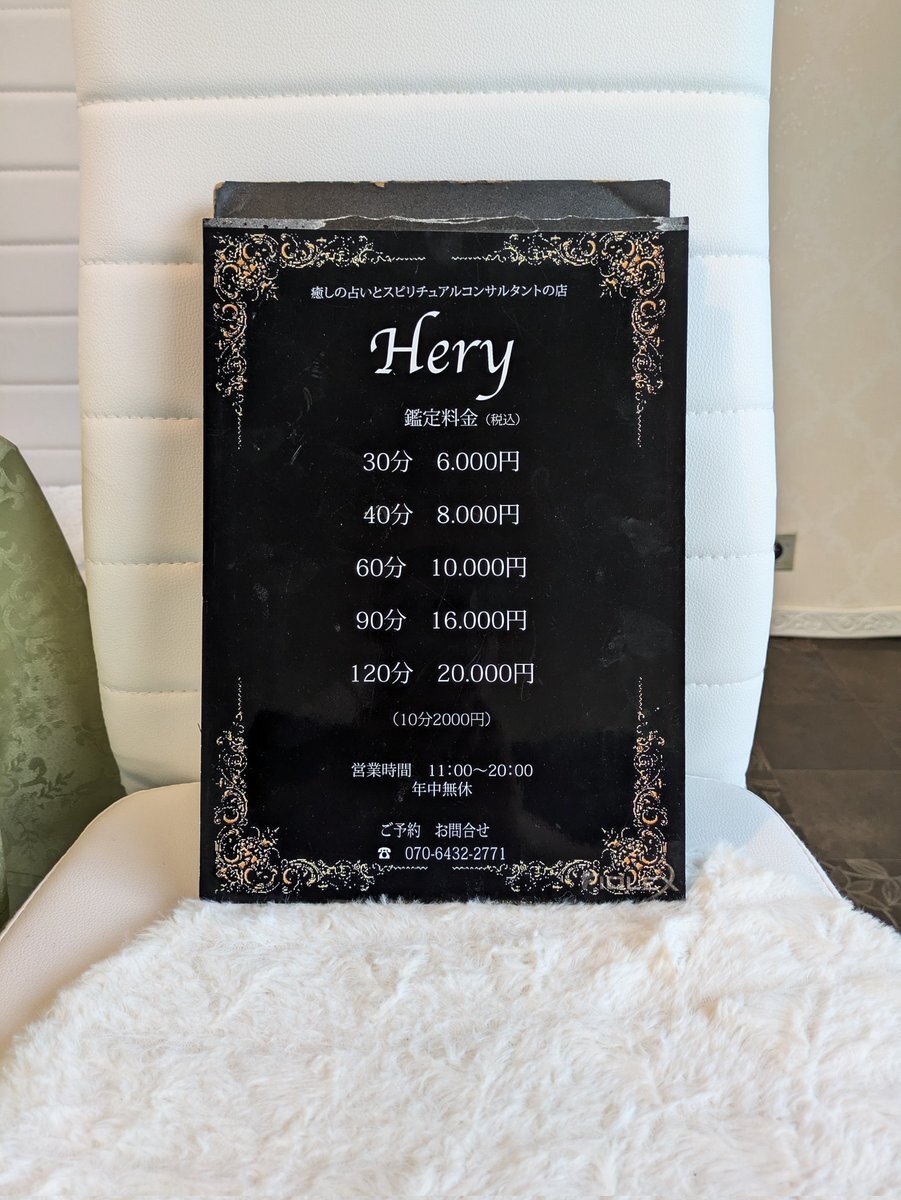 癒しの占いとスピリチュアルコンサルタントの店
Hery
鑑定料金（税込）
30分　6.000円
40分　8.000円
60分　10.000円
90分　16.000円
120分　20.000円
（10分2000円）
営業時間　11：00〜20：00
年中無休
ご予約　お問合せ
☎　070-6432-2771